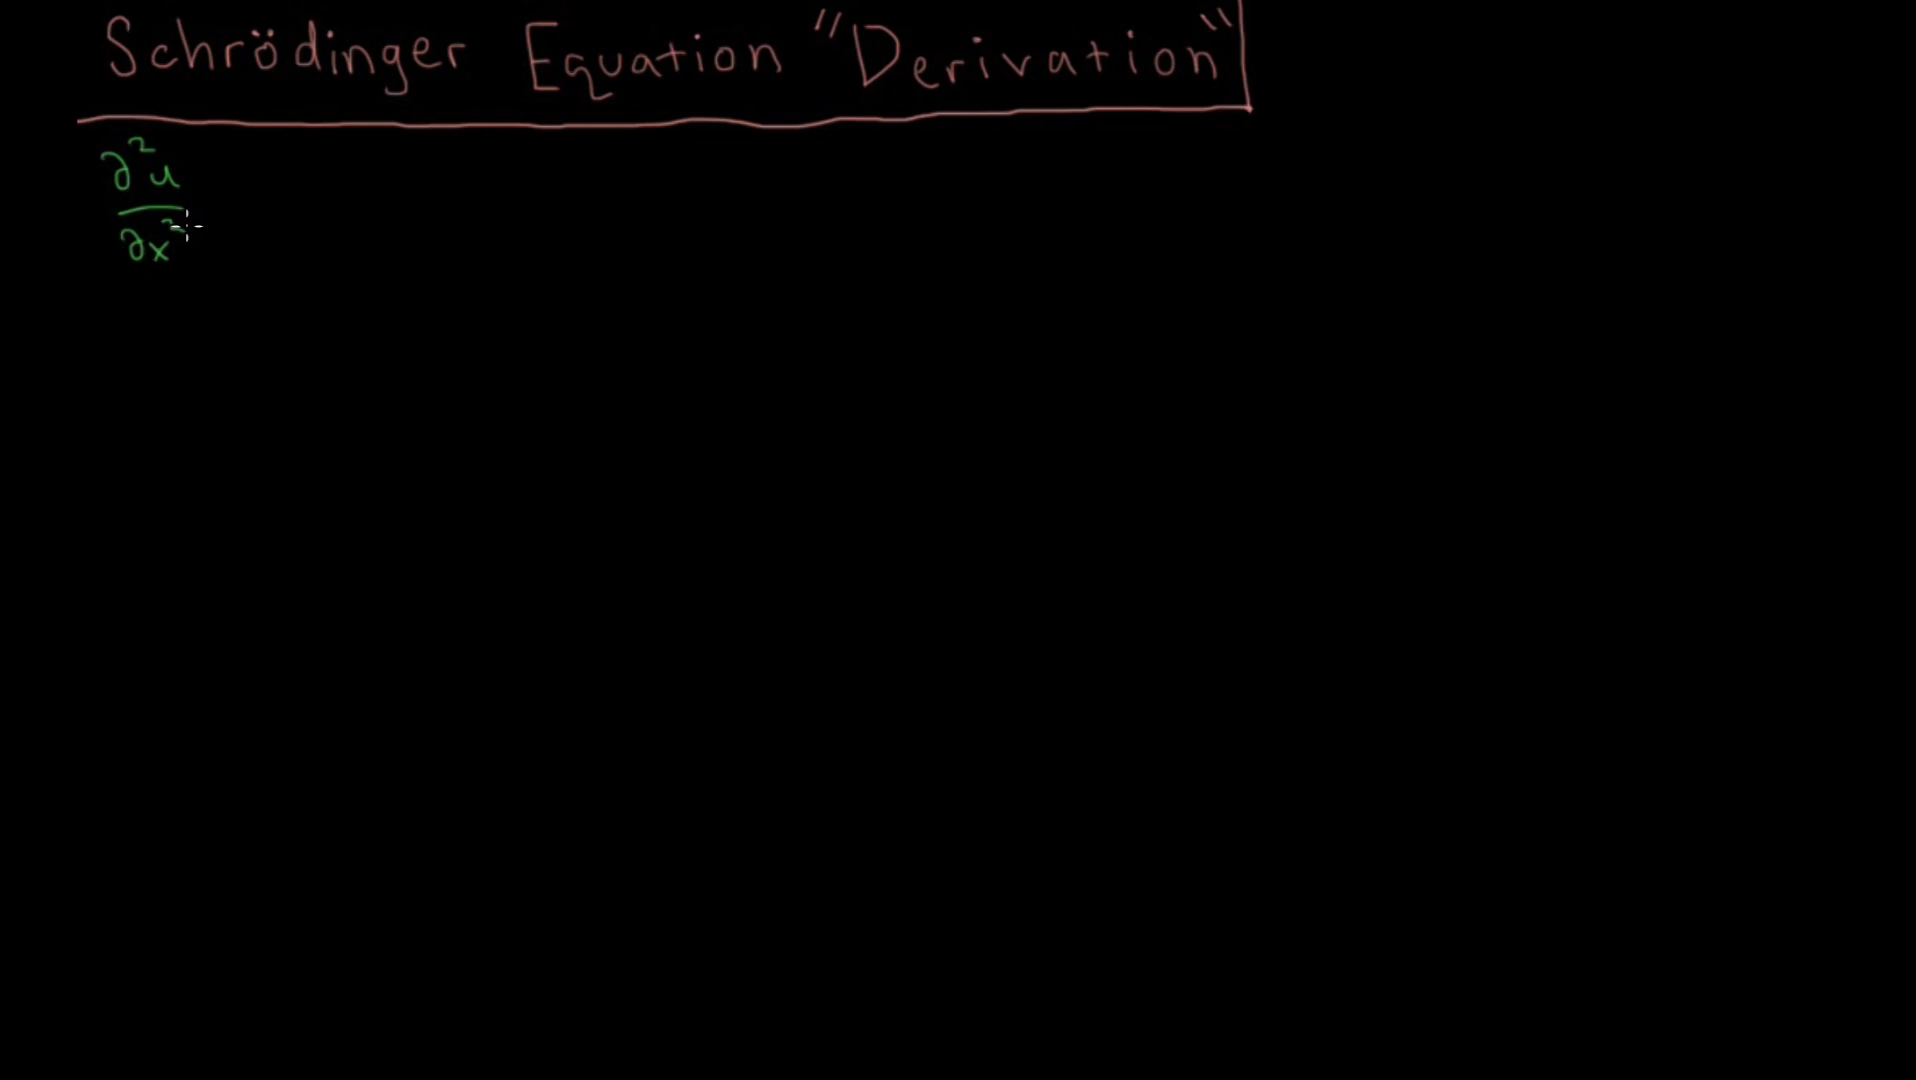 Schrödinger Equation "Derivation"
∂²u
∂x²